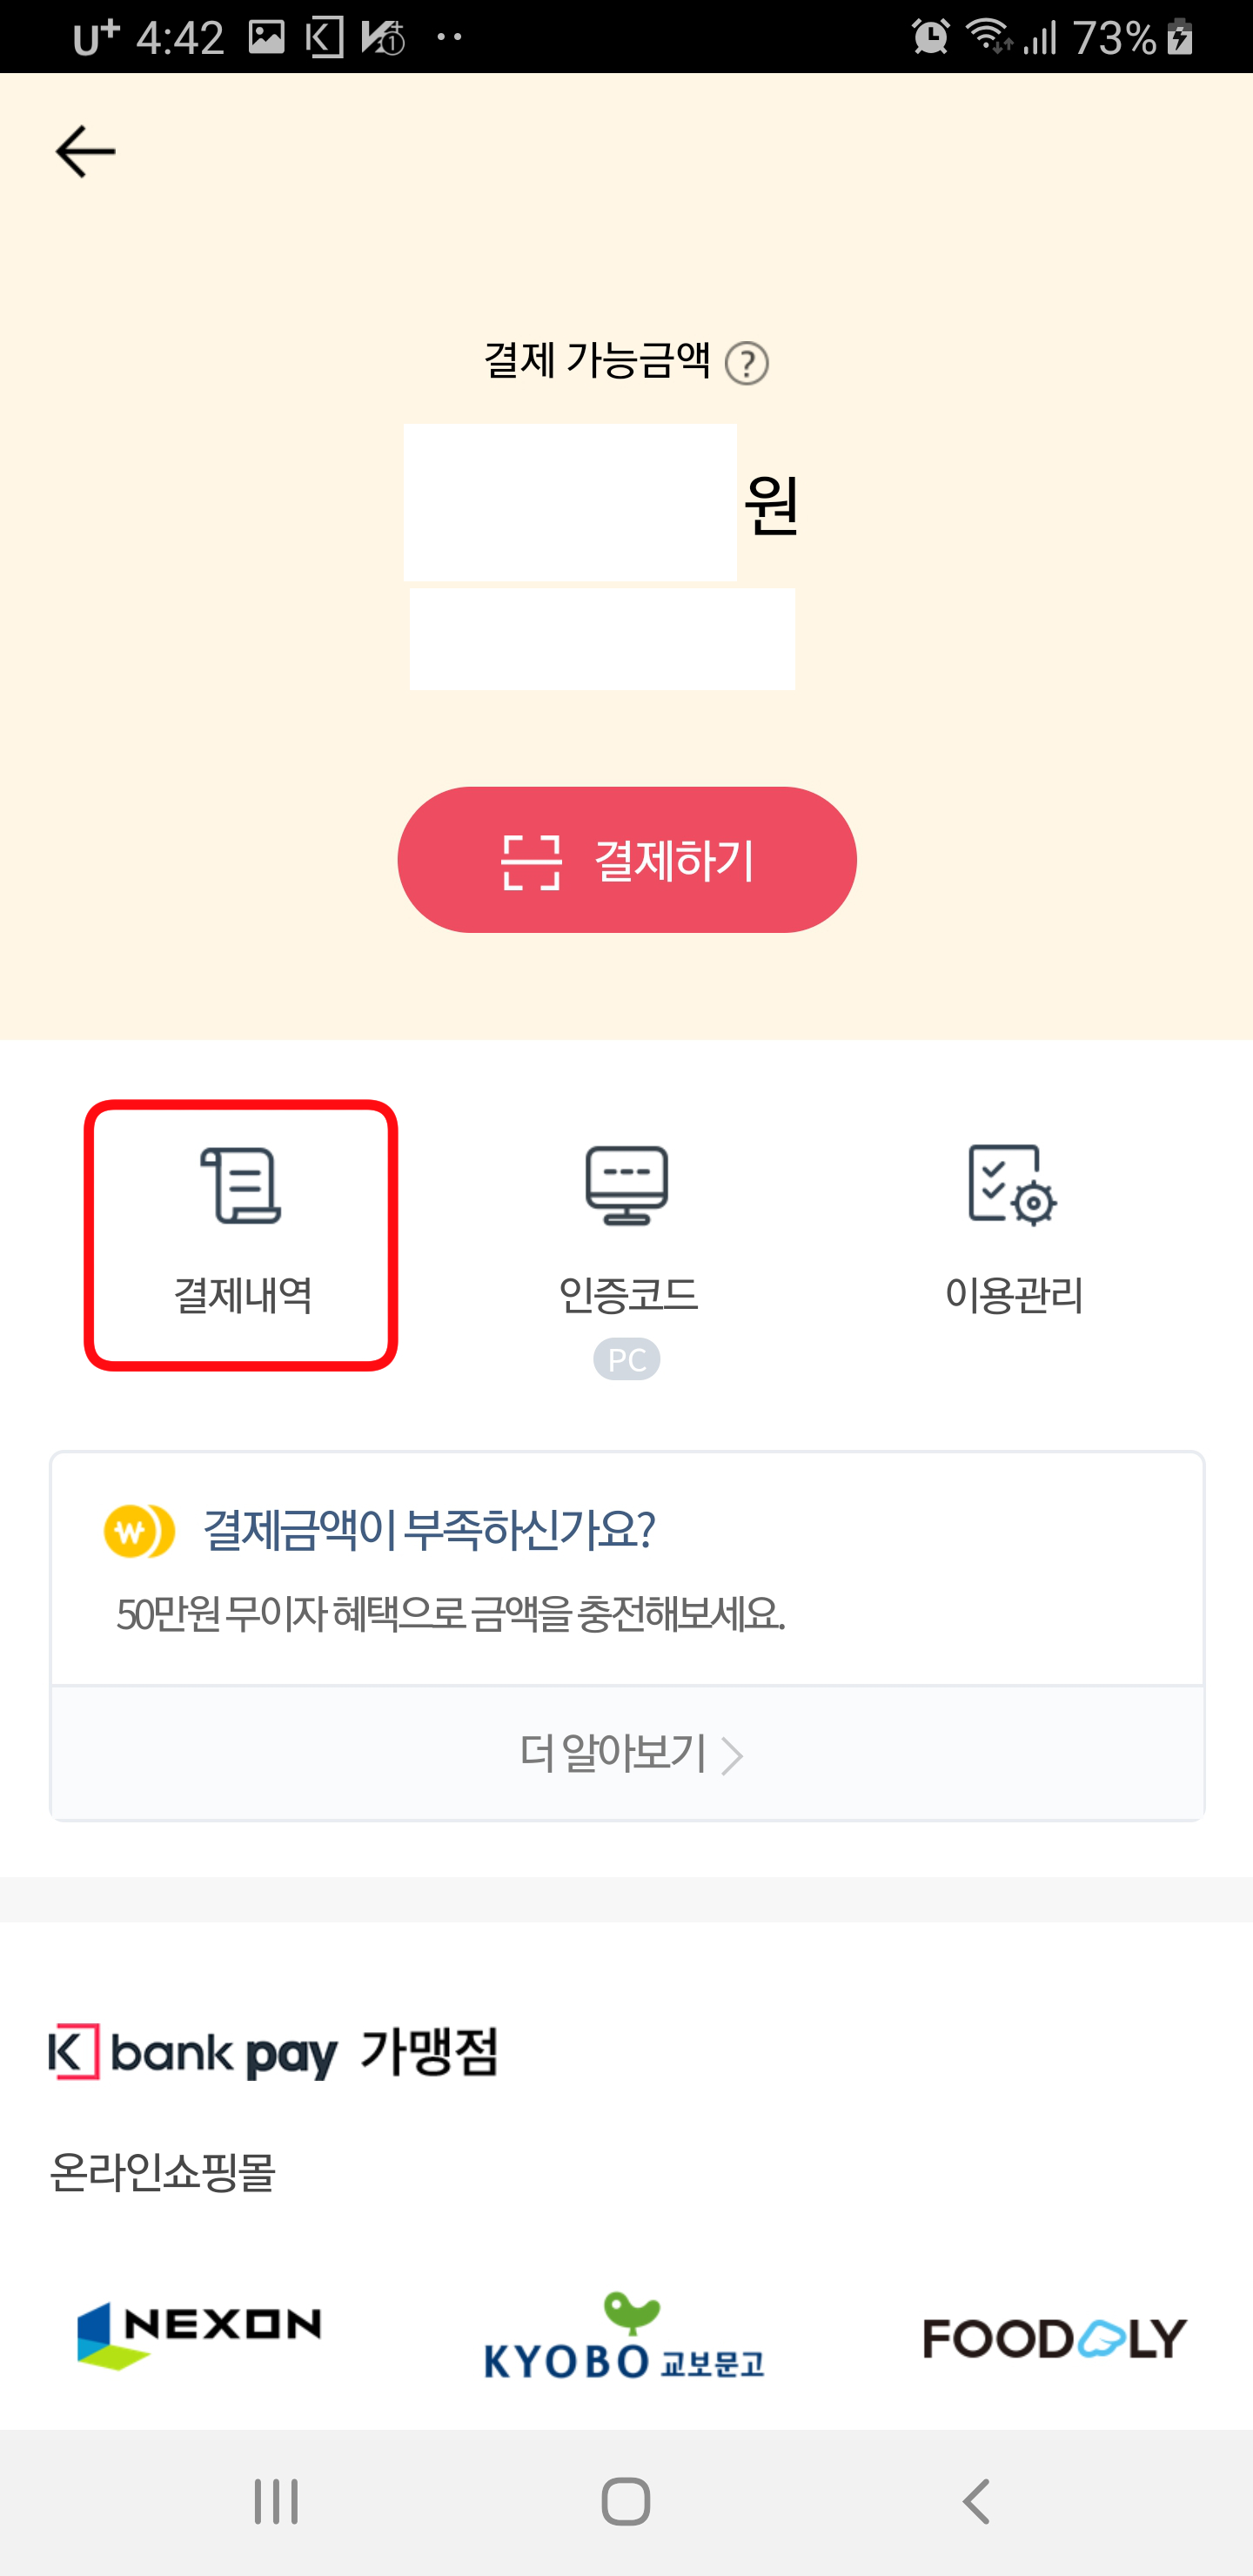 U+ 4:42 73%
결제 가능금액 ?
원
결제하기
결제내역 인증코드 이용관리
PC
결제금액이 부족하신가요?
50만원 무이자 혜택으로 금액을 충전해보세요.
더 알아보기
K bank pay 가맹점
온라인쇼핑몰
NEXON KYOBO 교보문고 FOODFLY